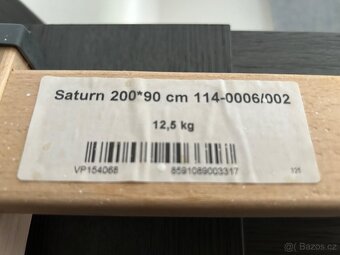 Saturn 200*90 cm 114-0006/002
12,5 kg
VP154068 8591089003317
bazos.cz